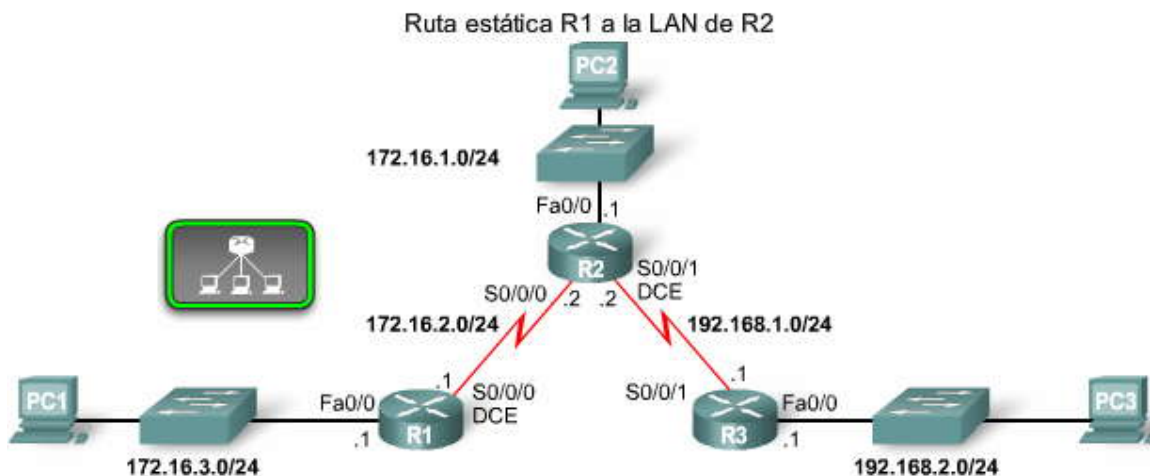 Ruta estática R1 a la LAN de R2
PC2
172.16.1.0/24
Fa0/0
.1
R2
S0/0/1
DCE
S0/0/0
.2
.2
172.16.2.0/24
192.168.1.0/24
.1
S0/0/0
DCE
S0/0/1
.1
PC1
Fa0/0
.1
R1
R3
Fa0/0
.1
PC3
172.16.3.0/24
192.168.2.0/24